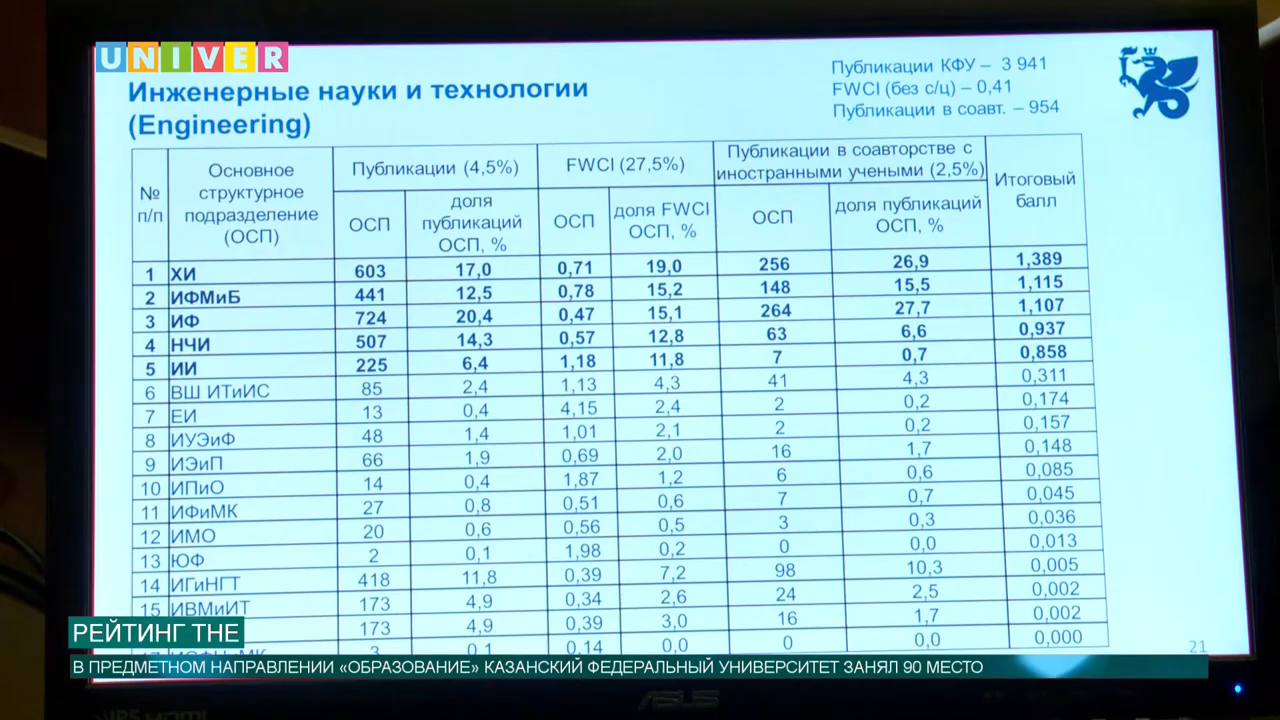 UNIVER
Инженерные науки и технологии
(Engineering)
Публикации КФУ – 3 941
FWCI (без с/ц) – 0,41
Публикации в соавт. – 954
№ п/п Основное структурное подразделение (ОСП) Публикации (4,5%) FWCI (27,5%) Публикации в соавторстве с иностранными учеными (2,5%) Итоговый балл
ОСП доля публикаций ОСП, % ОСП доля FWCI ОСП, % ОСП доля публикаций ОСП, %
1 ХИ 603 17,0 0,71 19,0 256 26,9 1,389
2 ИФМиБ 441 12,5 0,78 15,2 148 15,5 1,115
3 ИФ 724 20,4 0,47 15,1 264 27,7 1,107
4 НЧИ 507 14,3 0,57 12,8 63 6,6 0,937
5 ИИ 225 6,4 1,18 11,8 7 0,7 0,858
6 ВШ ИТиИС 85 2,4 1,13 4,3 41 4,3 0,311
7 ЕИ 13 0,4 4,15 2,4 2 0,2 0,174
8 ИУЭиФ 48 1,4 1,01 2,1 2 0,2 0,157
9 ИЭиП 66 1,9 0,69 2,0 16 1,7 0,148
10 ИПиО 14 0,4 1,87 1,2 6 0,6 0,085
11 ИФиМК 27 0,8 0,51 0,6 7 0,7 0,045
12 ИМО 20 0,6 0,56 0,5 3 0,3 0,036
13 ЮФ 2 0,1 1,98 0,2 0 0,0 0,013
14 ИГиНГТ 418 11,8 0,39 7,2 98 10,3 0,005
15 ИВМиИТ 173 4,9 0,34 2,6 24 2,5 0,002
173 4,9 0,39 3,0 16 1,7 0,002
3 0,1 0,14 0,0 0 0,0 0,000
21
РЕЙТИНГ THE
В ПРЕДМЕТНОМ НАПРАВЛЕНИИ «ОБРАЗОВАНИЕ» КАЗАНСКИЙ ФЕДЕРАЛЬНЫЙ УНИВЕРСИТЕТ ЗАНЯЛ 90 МЕСТО
ASUS